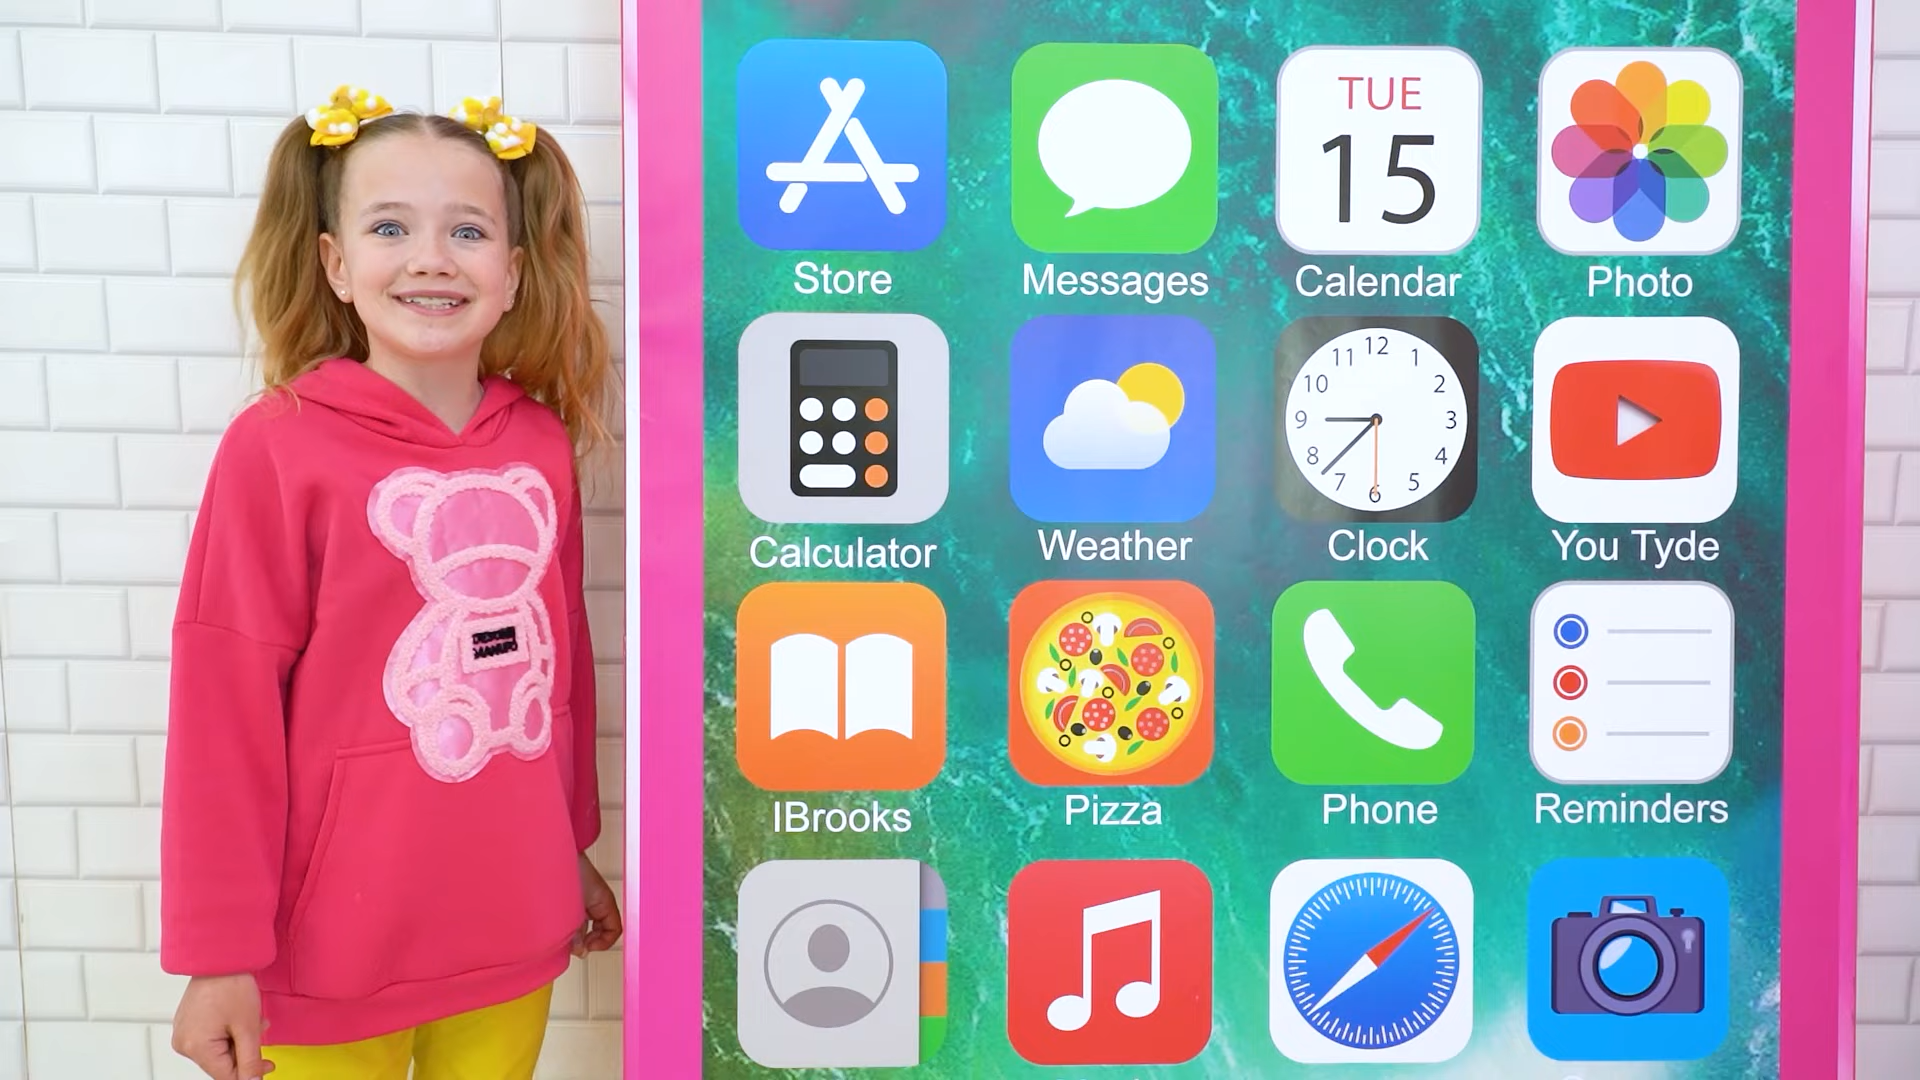 TUE
15
Store
Messages
Calendar
Photo
12
11
1
10
2
9
3
8
4
7
5
6
Calculator
Weather
Clock
You Tyde
IBrooks
Pizza
Phone
Reminders